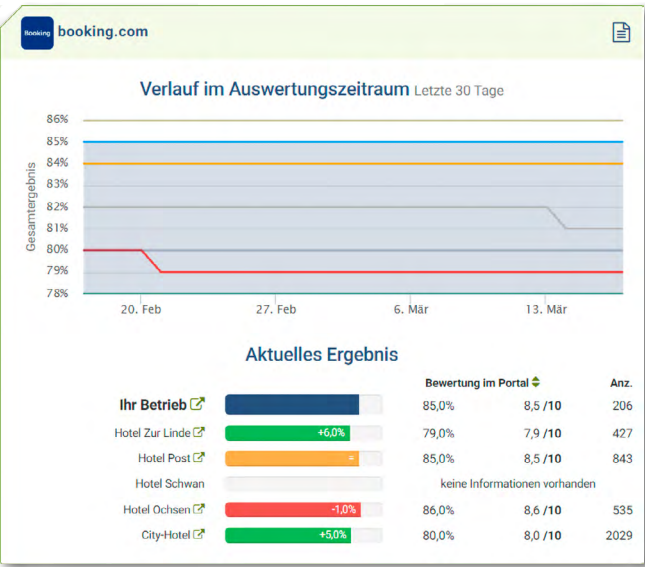 Booking booking.com
Verlauf im Auswertungszeitraum Letzte 30 Tage
Gesamtergebnis
86%
85%
84%
83%
82%
81%
80%
79%
78%
20. Feb 27. Feb 6. Mär 13. Mär
Aktuelles Ergebnis
Bewertung im Portal Anz.
Ihr Betrieb 85,0% 8,5 /10 206
Hotel Zur Linde +6,0% 79,0% 7,9 /10 427
Hotel Post = 85,0% 8,5 /10 843
Hotel Schwan keine Informationen vorhanden
Hotel Ochsen -1,0% 86,0% 8,6 /10 535
City-Hotel +5,0% 80,0% 8,0 /10 2029